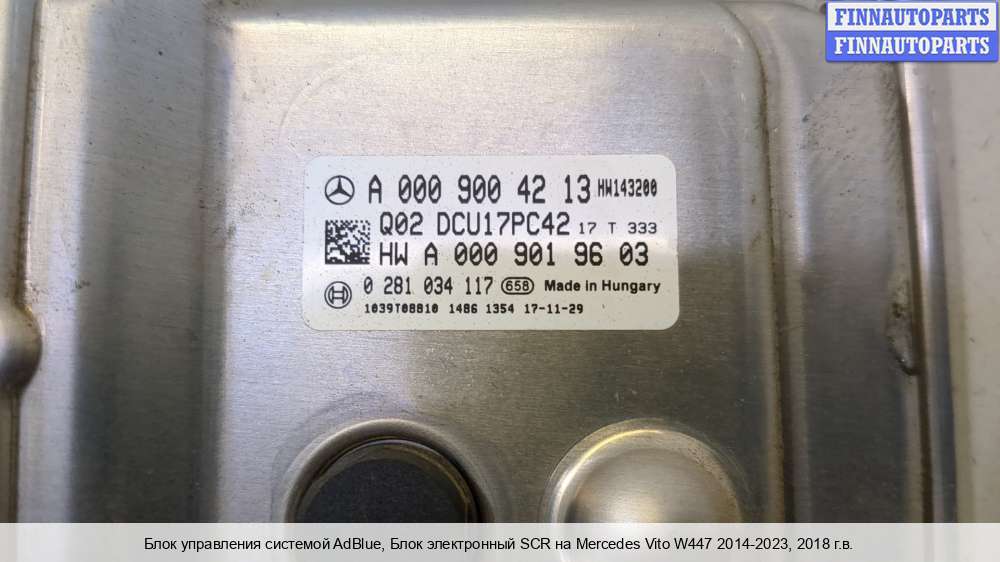 FINNAUTOPARTS
FINNAUTOPARTS
A 000 900 42 13 HW143200
Q02 DCU17PC42 17 T 333
HW A 000 901 96 03
0 281 034 117 658 Made in Hungary
1039T08810 1486 1354 17-11-29
Блок управления системой AdBlue, Блок электронный SCR на Mercedes Vito W447 2014-2023, 2018 г.в.